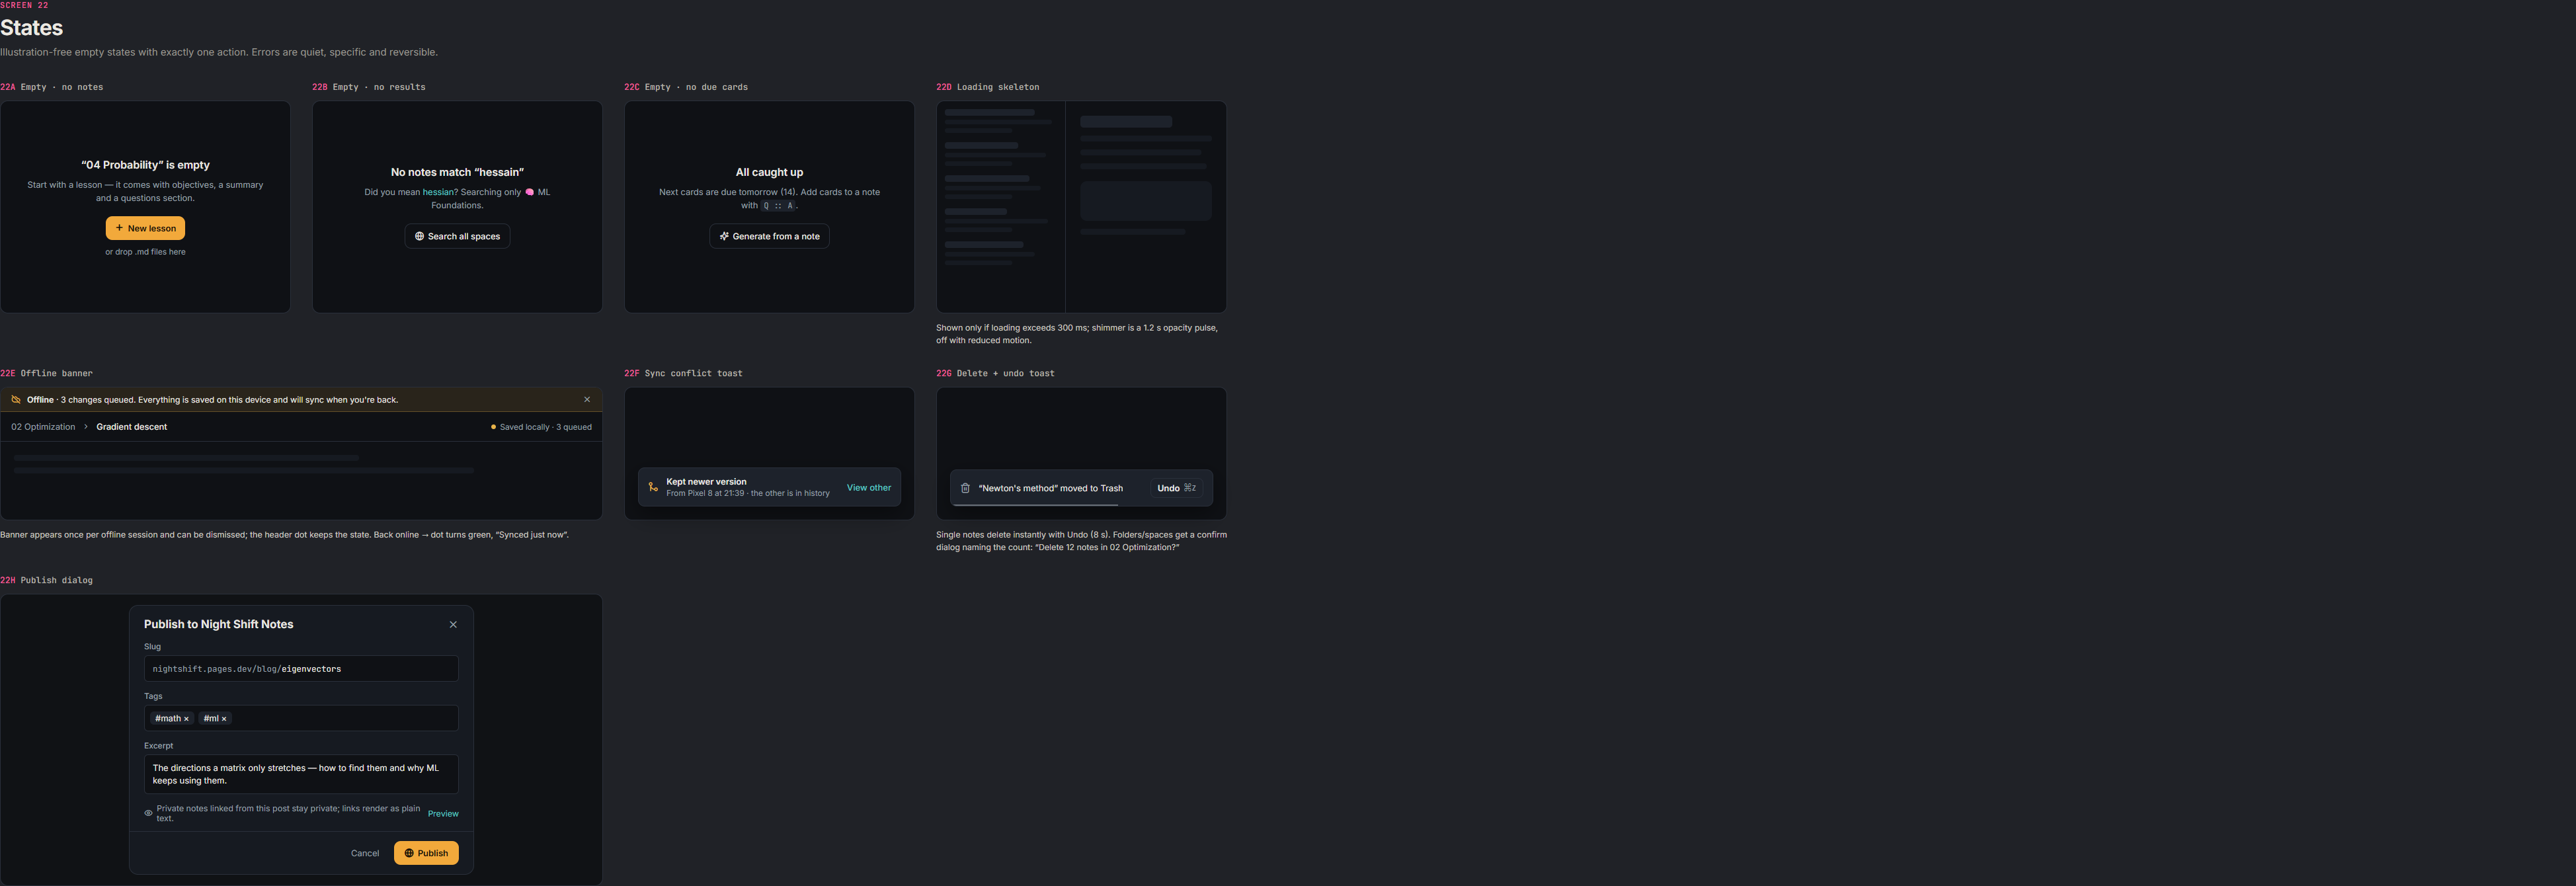 SCREEN 22
States
Illustration-free empty states with exactly one action. Errors are quiet, specific and reversible.
22A Empty · no notes
“04 Probability” is empty
Start with a lesson — it comes with objectives, a summary
and a questions section.
+ New lesson
or drop .md files here
22B Empty · no results
No notes match “hessain”
Did you mean hessian? Searching only 🧠 ML
Foundations.
Search all spaces
22C Empty · no due cards
All caught up
Next cards are due tomorrow (14). Add cards to a note
with Q :: A.
Generate from a note
22D Loading skeleton
Shown only if loading exceeds 300 ms; shimmer is a 1.2 s opacity pulse,
off with reduced motion.
22E Offline banner
Offline · 3 changes queued. Everything is saved on this device and will sync when you're back.
02 Optimization › Gradient descent
Saved locally · 3 queued
Banner appears once per offline session and can be dismissed; the header dot keeps the state. Back online → dot turns green, “Synced just now”.
22F Sync conflict toast
Kept newer version
From Pixel 8 at 21:39 · the other is in history
View other
22G Delete + undo toast
“Newton's method” moved to Trash
Undo ⌘Z
Single notes delete instantly with Undo (8 s). Folders/spaces get a confirm
dialog naming the count: “Delete 12 notes in 02 Optimization?”
22H Publish dialog
Publish to Night Shift Notes
Slug
nightshift.pages.dev/blog/eigenvectors
Tags
#math × #ml ×
Excerpt
The directions a matrix only stretches — how to find them and why ML
keeps using them.
Private notes linked from this post stay private; links render as plain
text.
Preview
Cancel
Publish